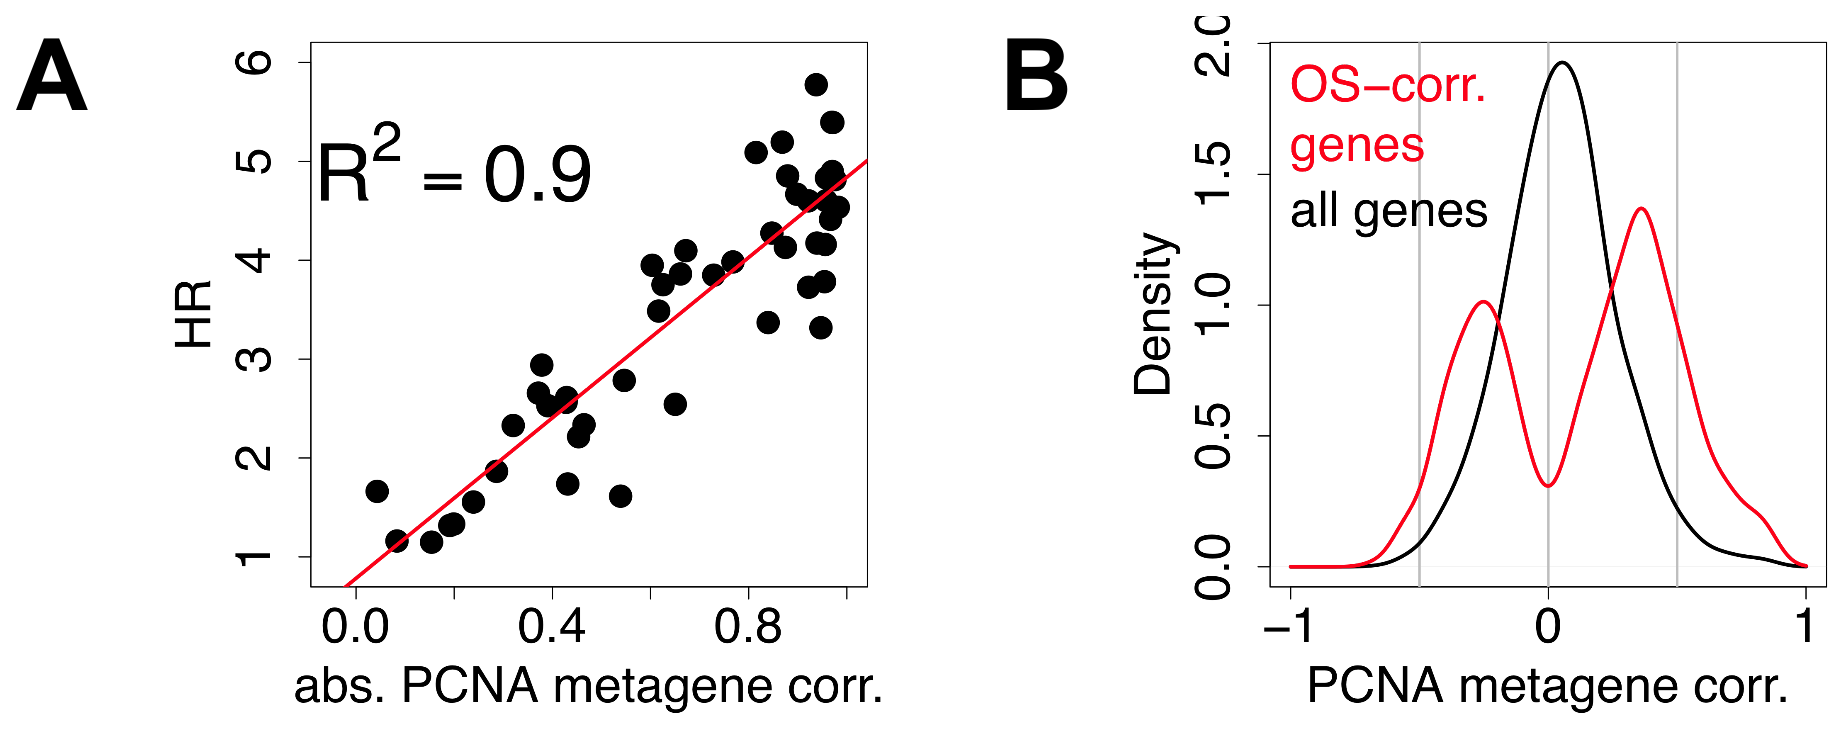 A
R² = 0.9
HR
1
2
3
4
5
6
0.0
0.4
0.8
abs. PCNA metagene corr.
B
OS−corr.
genes
all genes
Density
0.0
0.5
1.0
1.5
2.0
−1
0
1
PCNA metagene corr.